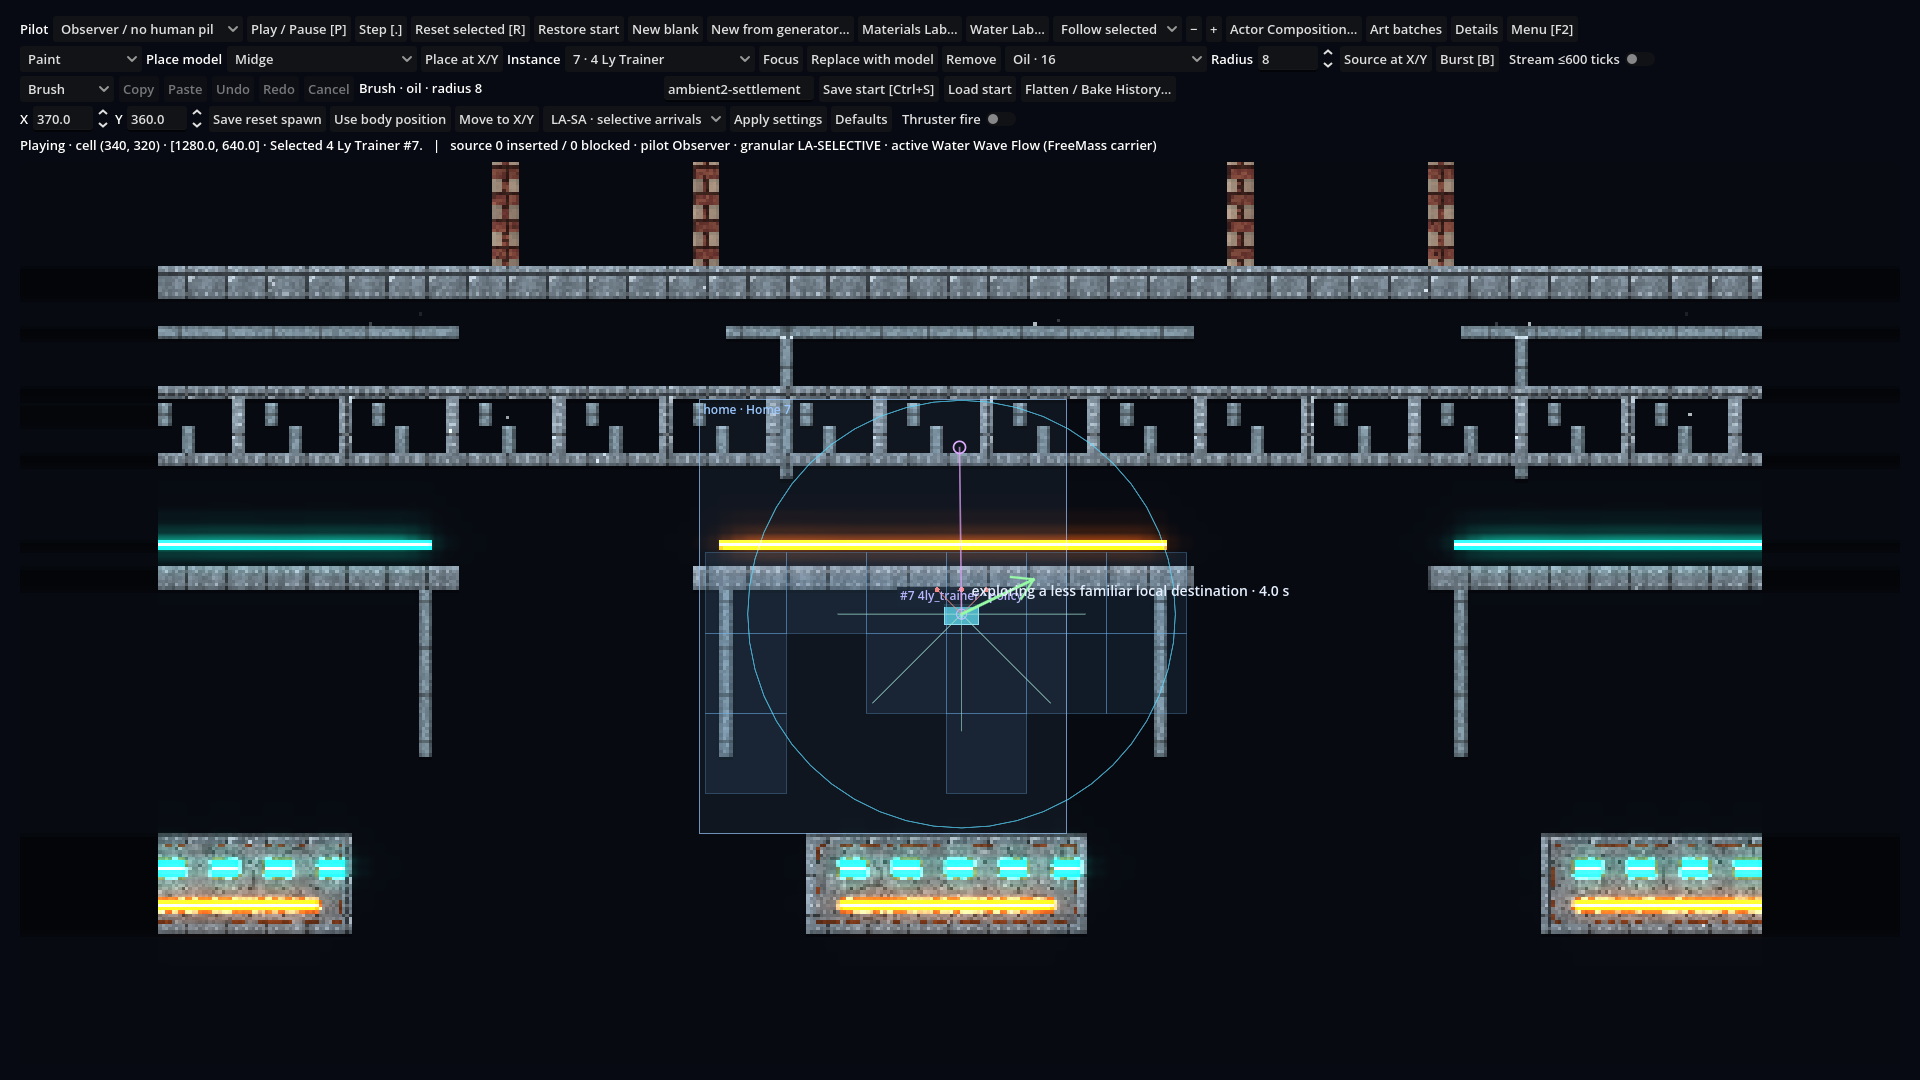 Pilot Observer / no human pil Play / Pause [P] Step [.] Reset selected [R] Restore start New blank New from generator... Materials Lab... Water Lab... Follow selected − + Actor Composition... Art batches Details Menu [F2]
Paint Place model Midge Place at X/Y Instance 7 · 4 Ly Trainer Focus Replace with model Remove Oil · 16 Radius 8 Source at X/Y Burst [B] Stream ≤600 ticks
Brush Copy Paste Undo Redo Cancel Brush · oil · radius 8 ambient2-settlement Save start [Ctrl+S] Load start Flatten / Bake History...
X 370.0 Y 360.0 Save reset spawn Use body position Move to X/Y LA-SA · selective arrivals Apply settings Defaults Thruster fire
Playing · cell (340, 320) · [1280.0, 640.0] · Selected 4 Ly Trainer #7. | source 0 inserted / 0 blocked · pilot Observer · granular LA-SELECTIVE · active Water Wave Flow (FreeMass carrier)
home · Home 7
exploring a less familiar local destination · 4.0 s
#7 4ly_trainer · Policy